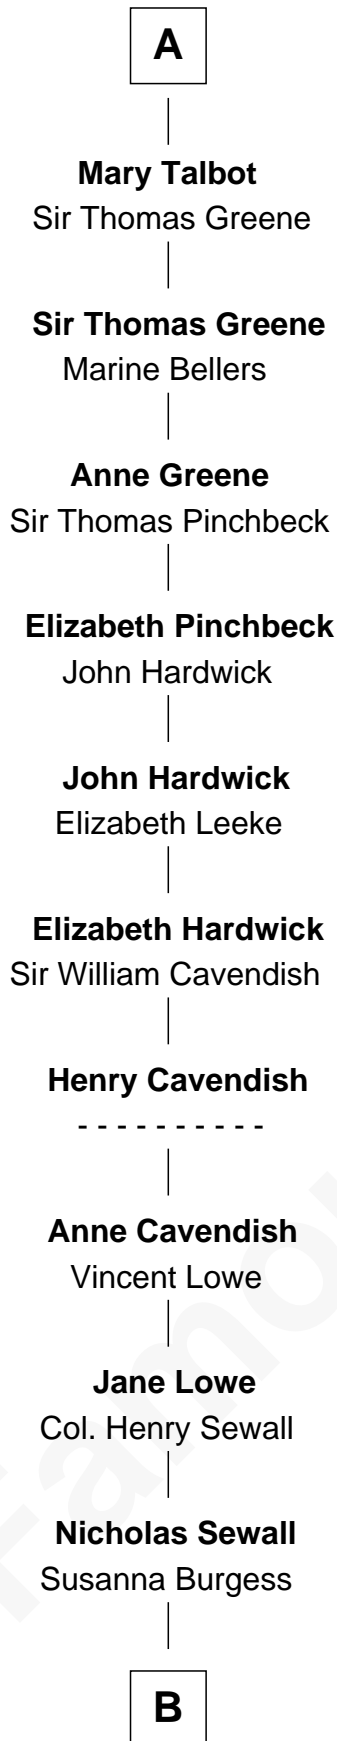 A
Mary Talbot
Sir Thomas Greene
Sir Thomas Greene
Marine Bellers
Anne Greene
Sir Thomas Pinchbeck
Elizabeth Pinchbeck
John Hardwick
John Hardwick
Elizabeth Leeke
Elizabeth Hardwick
Sir William Cavendish
Henry Cavendish
- - - - - - - - - -
Anne Cavendish
Vincent Lowe
Jane Lowe
Col. Henry Sewall
Nicholas Sewall
Susanna Burgess
B